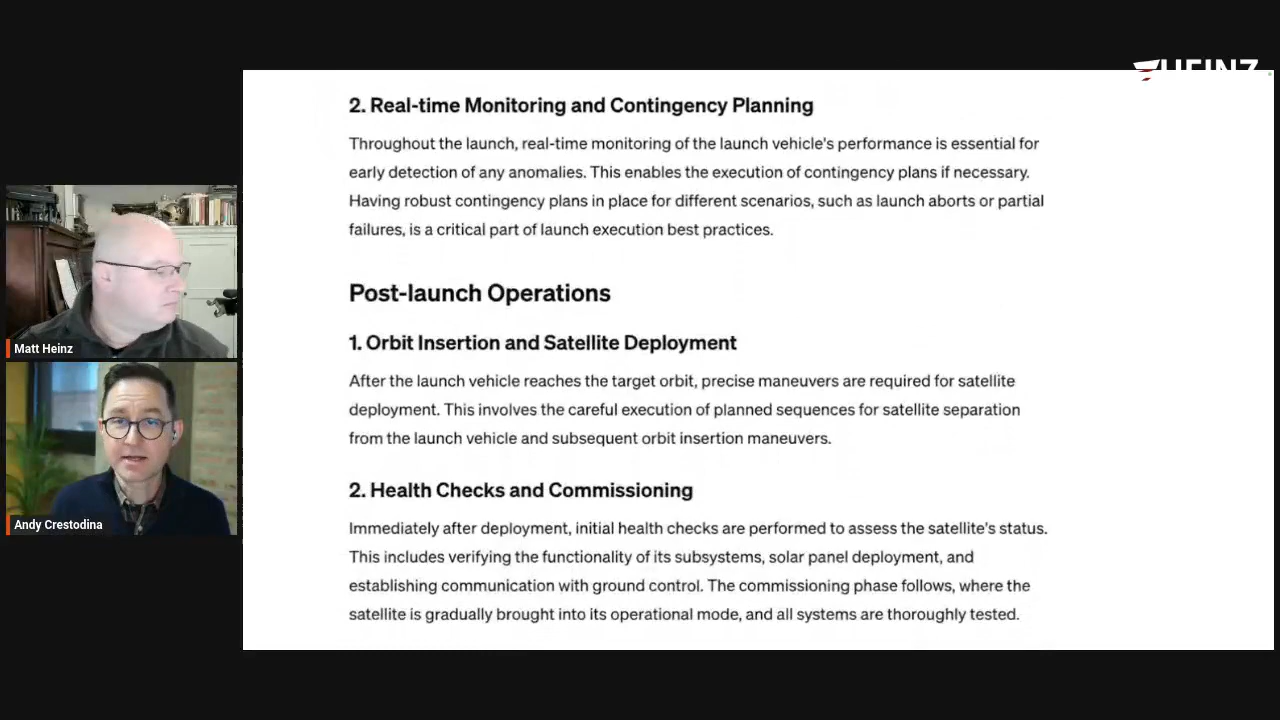 HEINZ
2. Real-time Monitoring and Contingency Planning
Throughout the launch, real-time monitoring of the launch vehicle's performance is essential for
early detection of any anomalies. This enables the execution of contingency plans if necessary.
Having robust contingency plans in place for different scenarios, such as launch aborts or partial
failures, is a critical part of launch execution best practices.
Post-launch Operations
1. Orbit Insertion and Satellite Deployment
After the launch vehicle reaches the target orbit, precise maneuvers are required for satellite
deployment. This involves the careful execution of planned sequences for satellite separation
from the launch vehicle and subsequent orbit insertion maneuvers.
2. Health Checks and Commissioning
Immediately after deployment, initial health checks are performed to assess the satellite's status.
This includes verifying the functionality of its subsystems, solar panel deployment, and
establishing communication with ground control. The commissioning phase follows, where the
satellite is gradually brought into its operational mode, and all systems are thoroughly tested.
Matt Heinz
Andy Crestodina